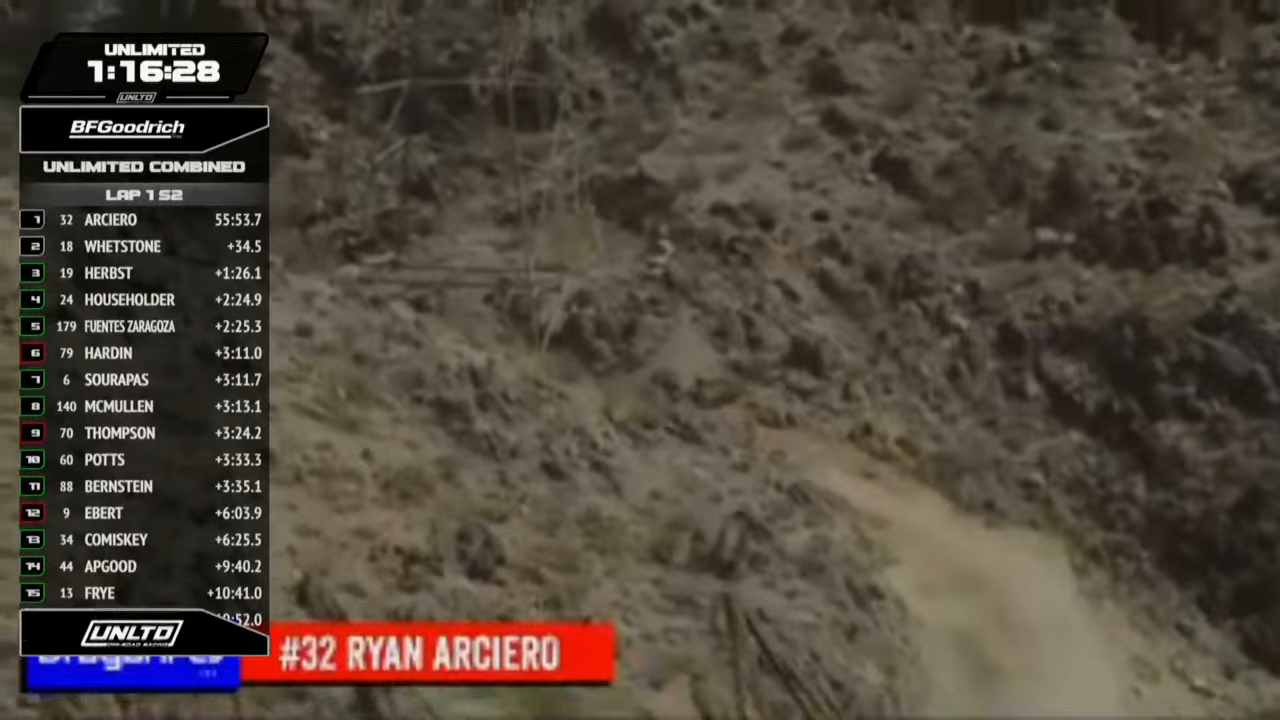 UNLIMITED
1:16:28
UNLTD
BFGoodrich
UNLIMITED COMBINED
LAP 1 S2
1 32 ARCIERO 55:53.7
2 18 WHETSTONE +34.5
3 19 HERBST +1:26.1
4 24 HOUSEHOLDER +2:24.9
5 179 FUENTES ZARAGOZA +2:25.3
6 79 HARDIN +3:11.0
7 6 SOURAPAS +3:11.7
8 140 MCMULLEN +3:13.1
9 70 THOMPSON +3:24.2
10 60 POTTS +3:33.3
11 88 BERNSTEIN +3:35.1
12 9 EBERT +6:03.9
13 34 COMISKEY +6:25.5
14 44 APGOOD +9:40.2
15 13 FRYE +10:41.0
UNLTD
OFF-ROAD RACING
#32 RYAN ARCIERO